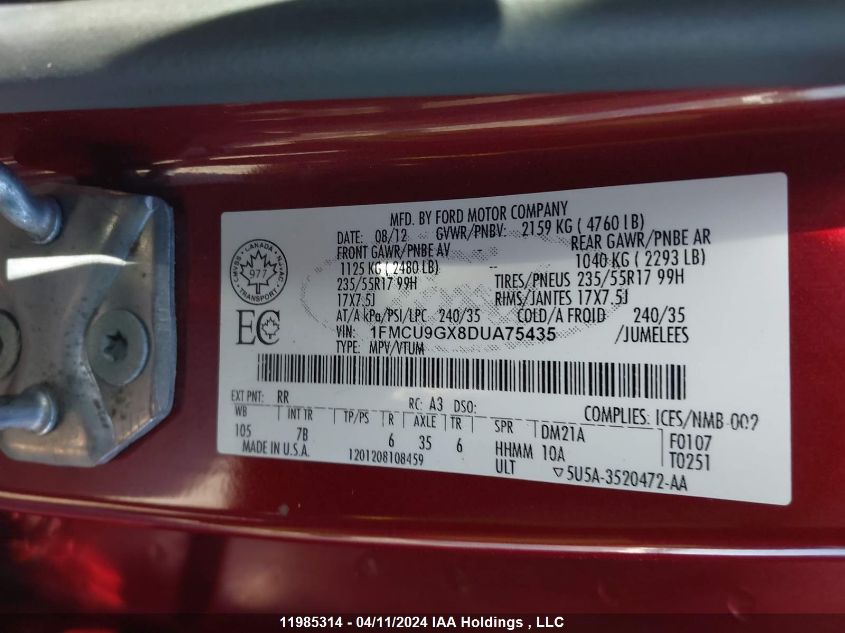 MFD. BY FORD MOTOR COMPANY
DATE: 08/12 GVWR/PNBV: 2159 KG ( 4760 LB)
FRONT GAWR/PNBE AV REAR GAWR/PNBE AR
1125 KG ( 2480 LB) -- 1040 KG ( 2293 LB)
235/55R17 99H TIRES/PNEUS 235/55R17 99H
17X7.5J RIMS/JANTES 17X7.5J
AT/A kPa/PSI/LPC 240/35 COLD/A FROID 240/35
VIN: 1FMCU9GX8DUA75435 /JUMELEES
TYPE: MPV/VTUM
CANADA
977
TRANSPORT
EC
EXT PNT: RR RC: A3 DSO: COMPLIES: ICES/NMB-002
WB INT TR TP/PS R AXLE TR SPR DM21A F0107
105 7B 6 35 6 HHMM 10A T0251
MADE IN U.S.A. 1201208108459 ULT ▽5U5A-3520472-AA
11985314 - 04/11/2024 IAA Holdings , LLC